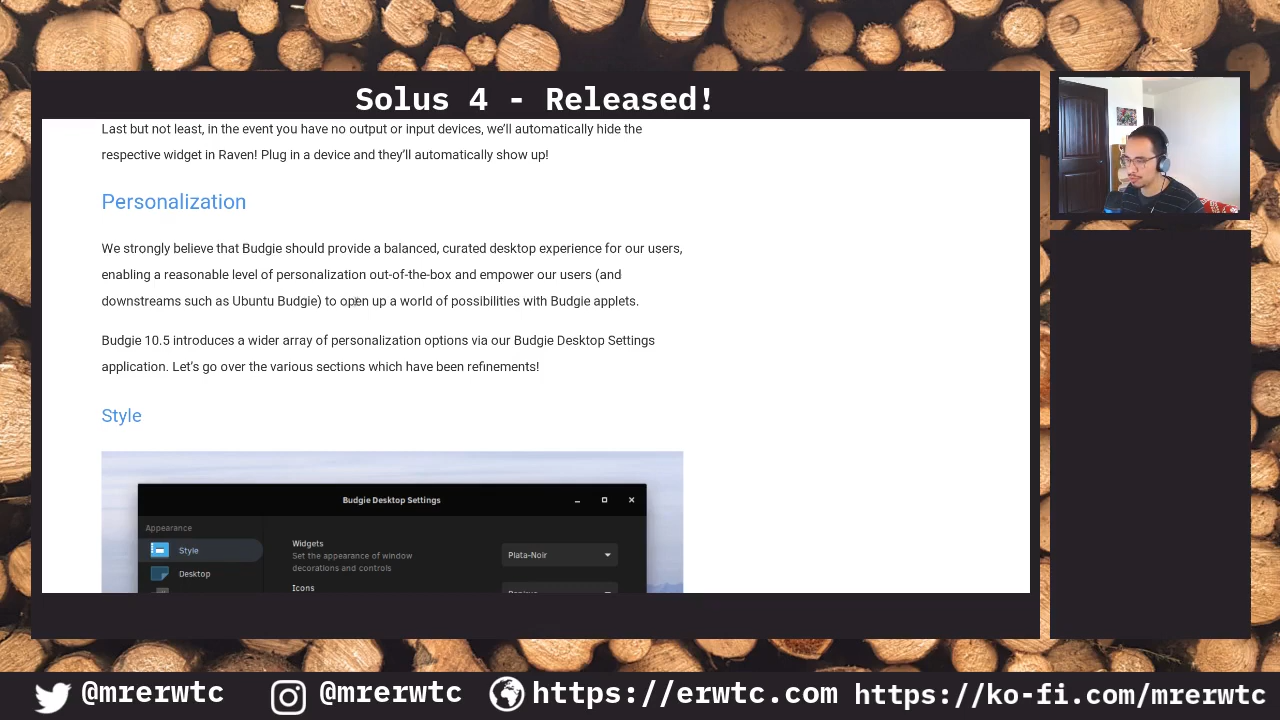 Solus 4 - Released!
Last but not least, in the event you have no output or input devices, we'll automatically hide the
respective widget in Raven! Plug in a device and they'll automatically show up!
Personalization
We strongly believe that Budgie should provide a balanced, curated desktop experience for our users,
enabling a reasonable level of personalization out-of-the-box and empower our users (and
downstreams such as Ubuntu Budgie) to open up a world of possibilities with Budgie applets.
Budgie 10.5 introduces a wider array of personalization options via our Budgie Desktop Settings
application. Let's go over the various sections which have been refinements!
Style
Budgie Desktop Settings
Appearance
Style
Desktop
Widgets
Set the appearance of window
decorations and controls
Plata-Noir
Icons
@mrerwtc
@mrerwtc
https://erwtc.com
https://ko-fi.com/mrerwtc